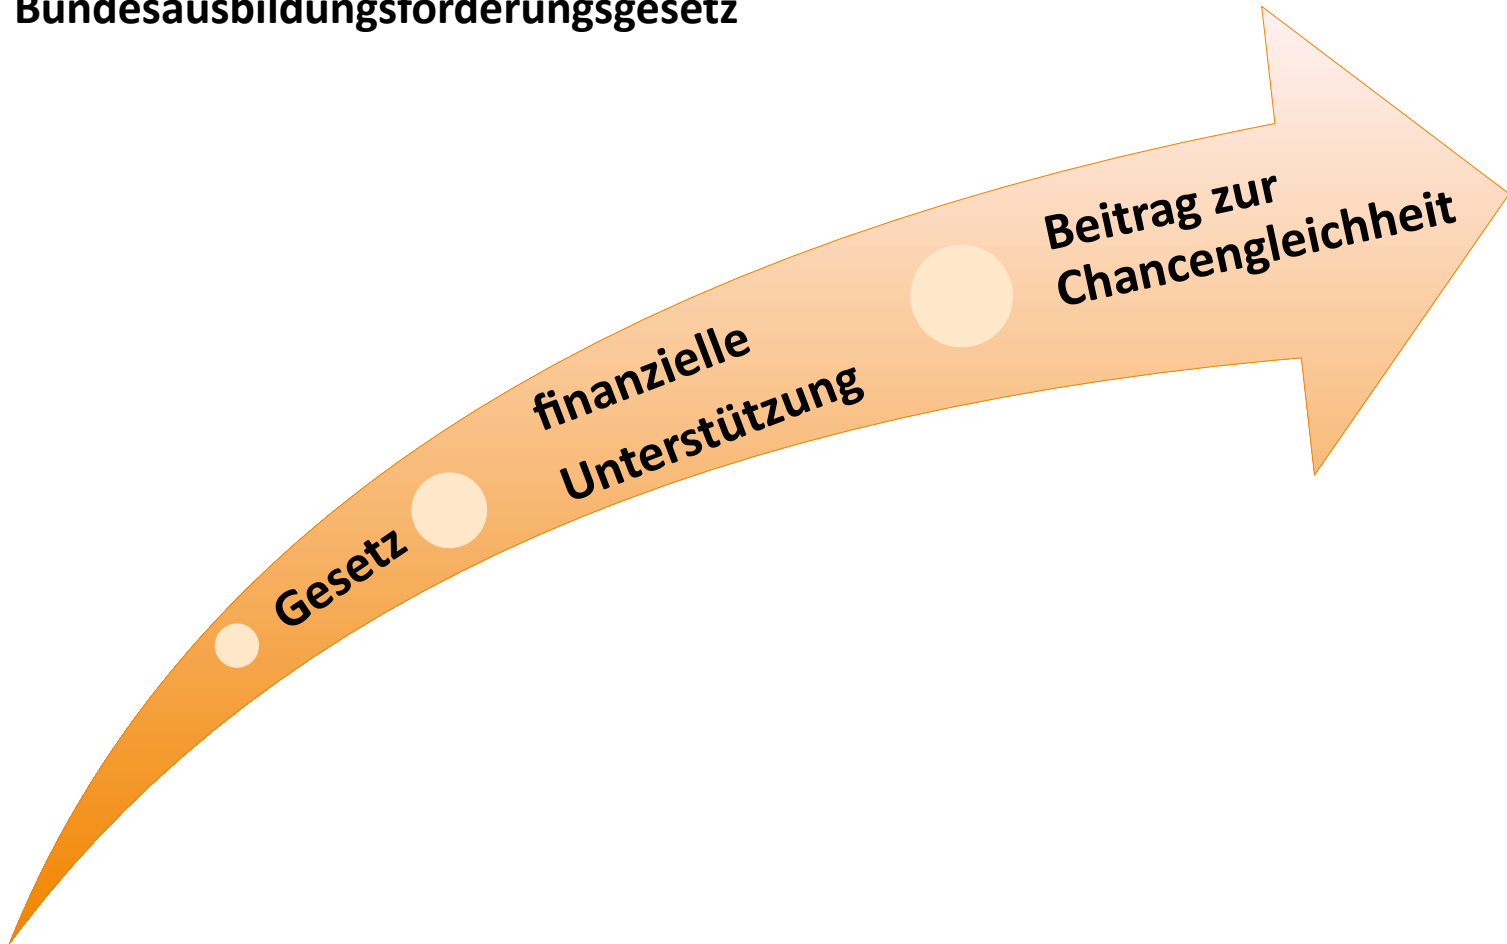 Bundesausbildungsförderungsgesetz
Beitrag zur
Chancengleichheit
finanzielle
Unterstützung
Gesetz